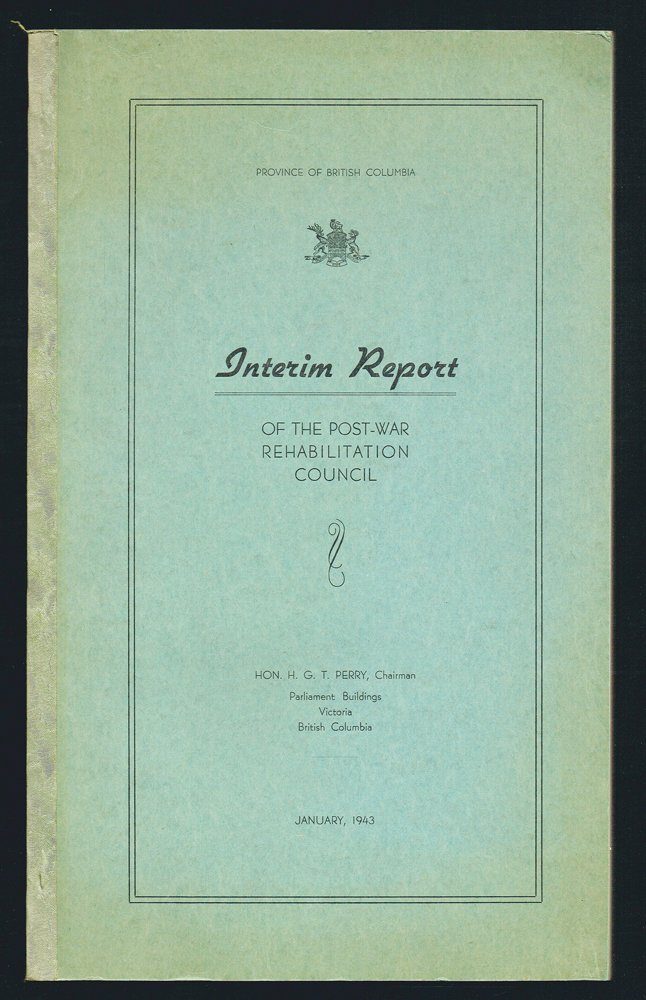 PROVINCE OF BRITISH COLUMBIA
Interim Report
OF THE POST-WAR
REHABILITATION
COUNCIL
HON. H. G. T. PERRY, Chairman
Parliament Buildings
Victoria
British Columbia
JANUARY, 1943